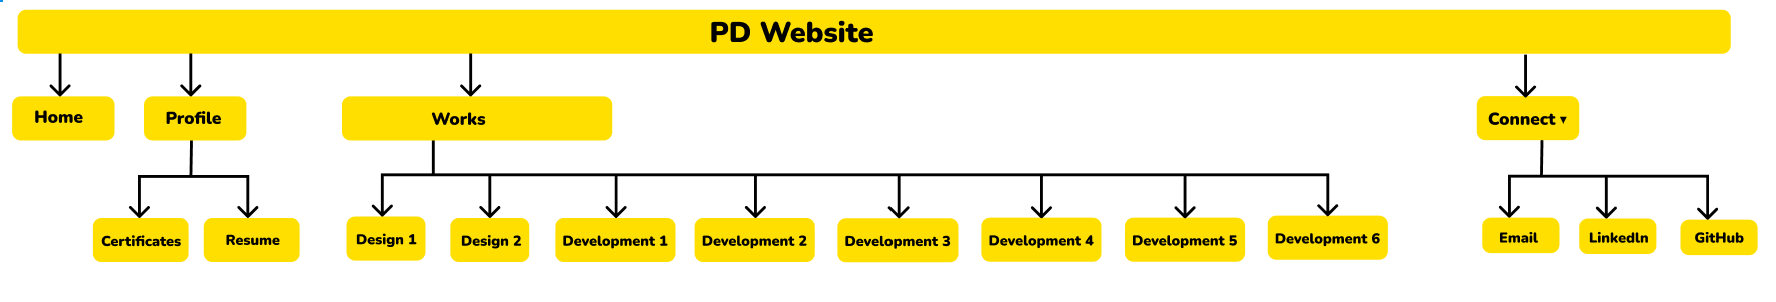 PD Website
Home
Profile
Works
Connect ▾
Certificates
Resume
Design 1
Design 2
Development 1
Development 2
Development 3
Development 4
Development 5
Development 6
Email
LinkedIn
GitHub